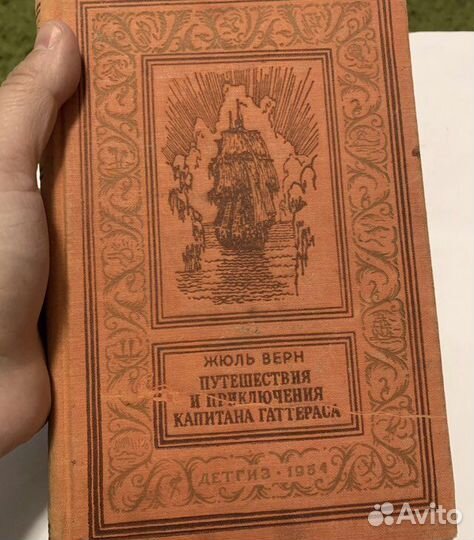 ЖЮЛЬ ВЕРН
ПУТЕШЕСТВИЯ
И ПРИКЛЮЧЕНИЯ
КАПИТАНА ГАТТЕРАСА
ДЕТГИЗ · 1954
Avito